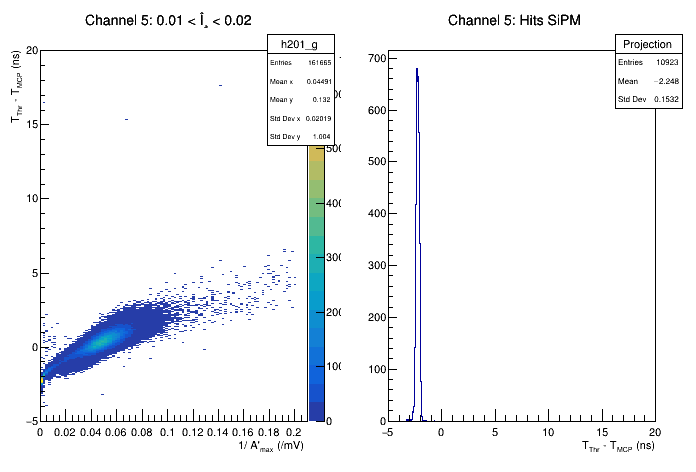 Channel 5: 0.01 < Î¸ < 0.02
T_Thr - T_MCP (ns)
h201_g
Entries 161665
Mean x 0.04491
Mean y 0.132
Std Dev x 0.02019
Std Dev y 1.004
20
15
10
5
0
−5
0 0.02 0.04 0.06 0.08 0.1 0.12 0.14 0.16 0.18 0.2
1/ A'_max (/mV)
500
400
300
200
100
0
Channel 5: Hits SiPM
Projection
Entries 10923
Mean −2.248
Std Dev 0.1532
700
600
500
400
300
200
100
0
−5 0 5 10 15 20
T_Thr - T_MCP (ns)